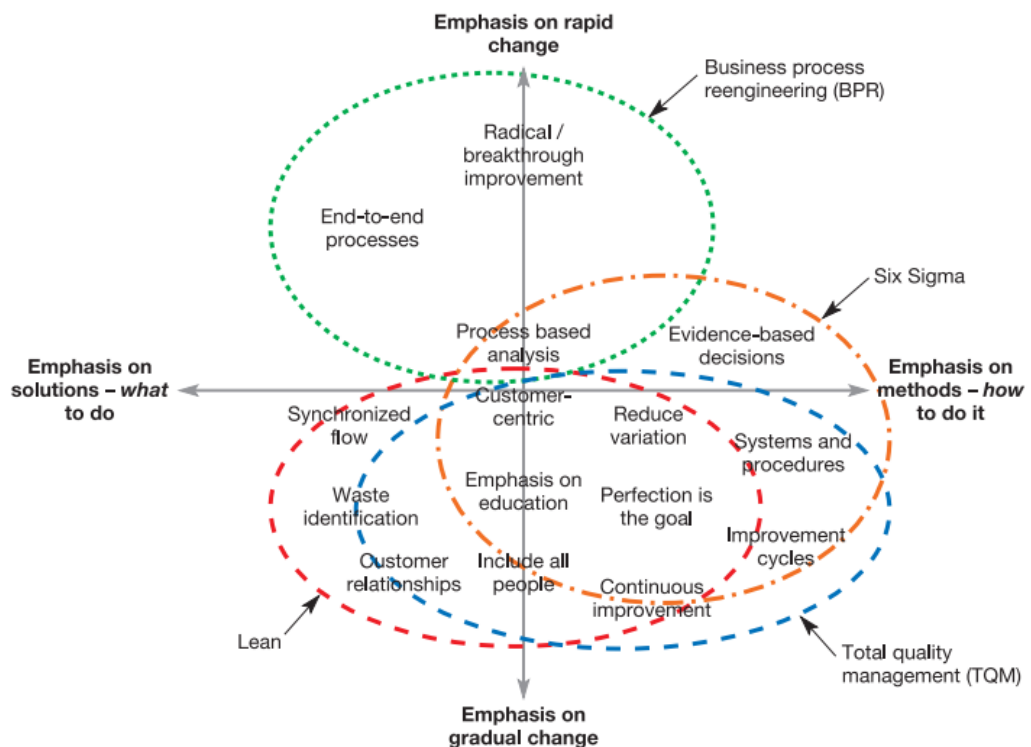 Emphasis on rapid
change
Business process
reengineering (BPR)
Radical /
breakthrough
improvement
End-to-end
processes
Six Sigma
Process based
analysis
Evidence-based
decisions
Emphasis on
solutions – what
to do
Emphasis on
methods – how
to do it
Customer-
centric
Synchronized
flow
Reduce
variation
Systems and
procedures
Emphasis on
education
Waste
identification
Perfection is
the goal
Improvement
cycles
Customer
relationships
Include all
people
Continuous
improvement
Lean
Total quality
management (TQM)
Emphasis on
gradual change